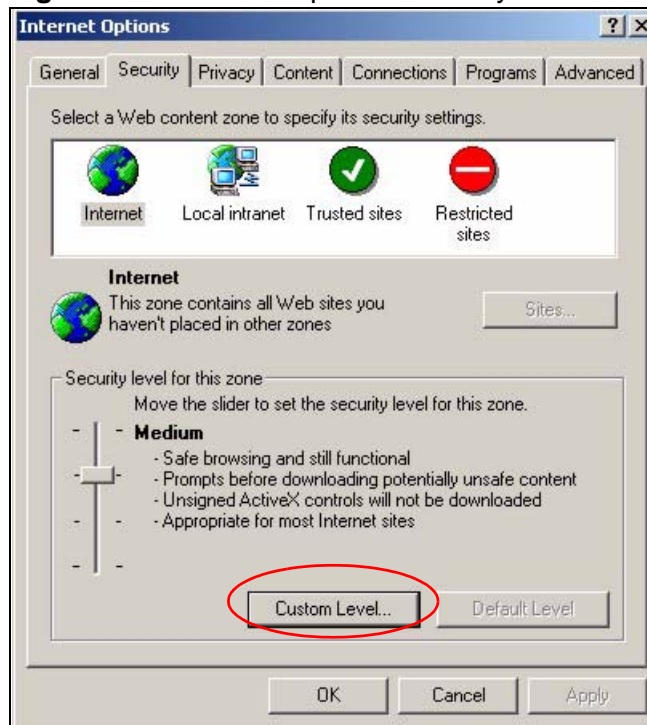 Internet Options
General Security Privacy Content Connections Programs Advanced
Select a Web content zone to specify its security settings.
Internet Local intranet Trusted sites Restricted
sites
Internet
This zone contains all Web sites you
haven't placed in other zones
Sites...
Security level for this zone
Move the slider to set the security level for this zone.
Medium
- Safe browsing and still functional
- Prompts before downloading potentially unsafe content
- Unsigned ActiveX controls will not be downloaded
- Appropriate for most Internet sites
Custom Level... Default Level
OK Cancel Apply